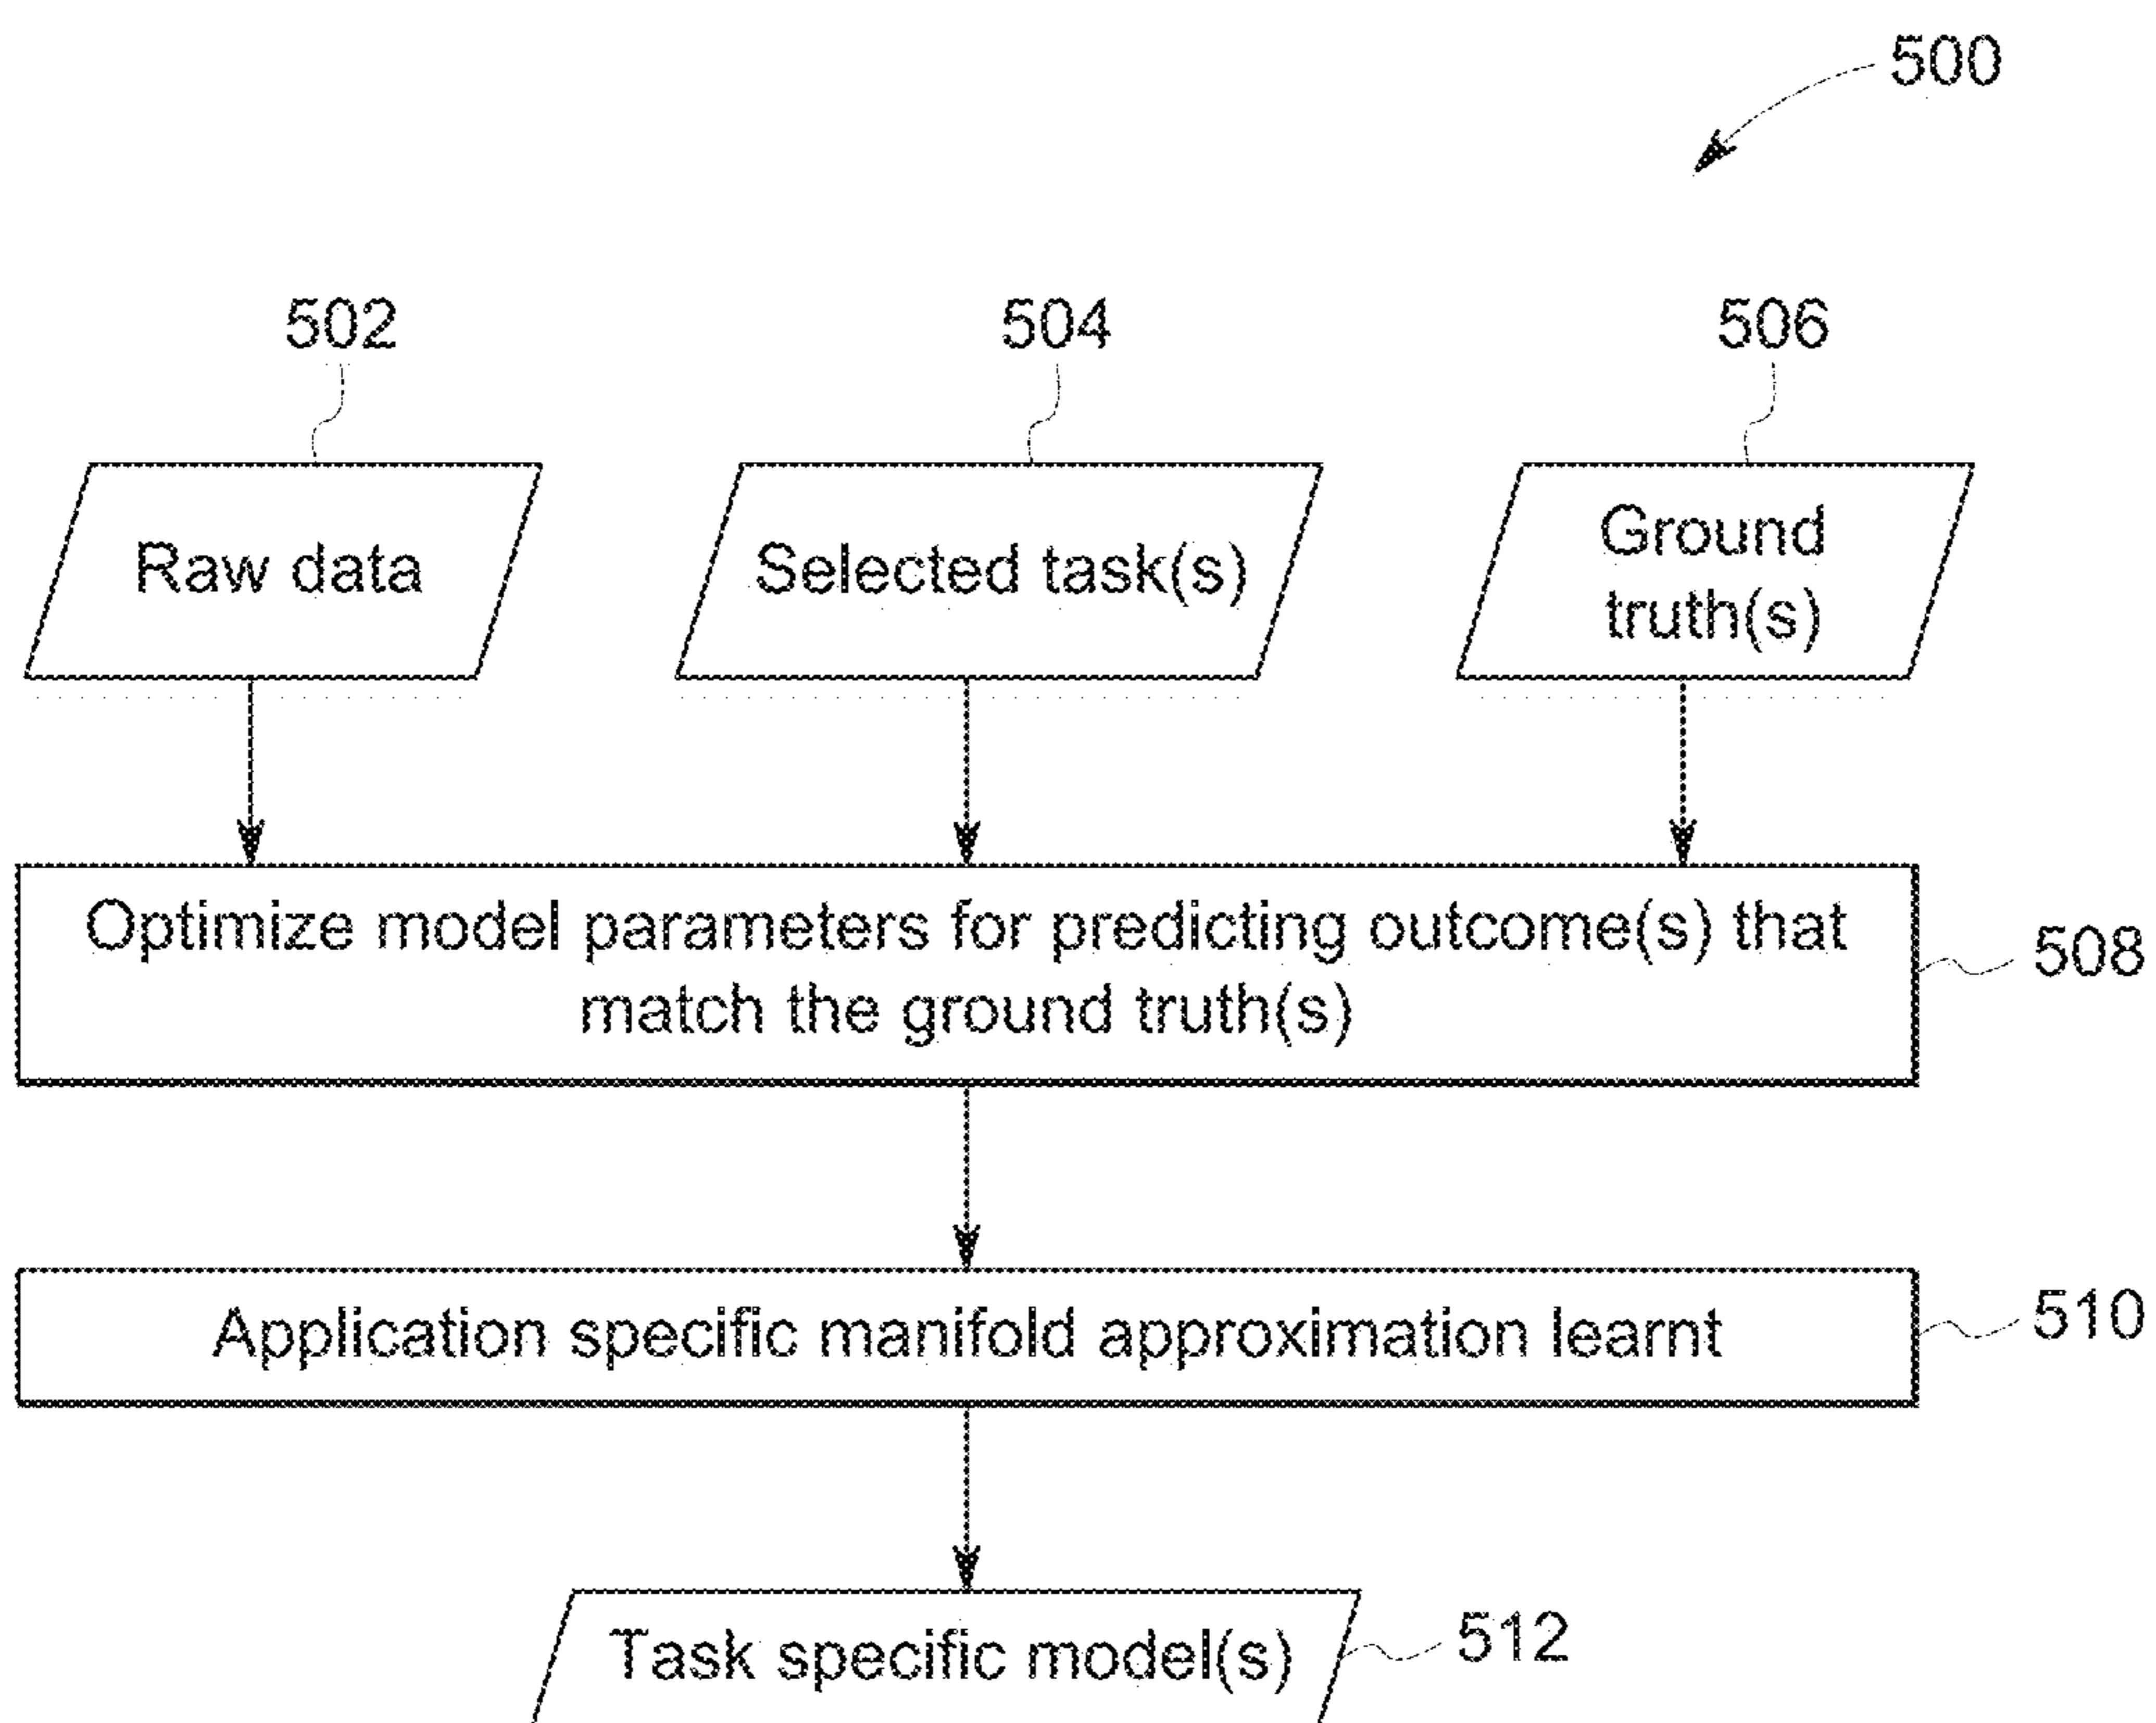 500
502
504
506
Raw data
Selected task(s)
Ground
truth(s)
Optimize model parameters for predicting outcome(s) that
match the ground truth(s)
508
Application specific manifold approximation learnt
510
Task specific model(s)
512